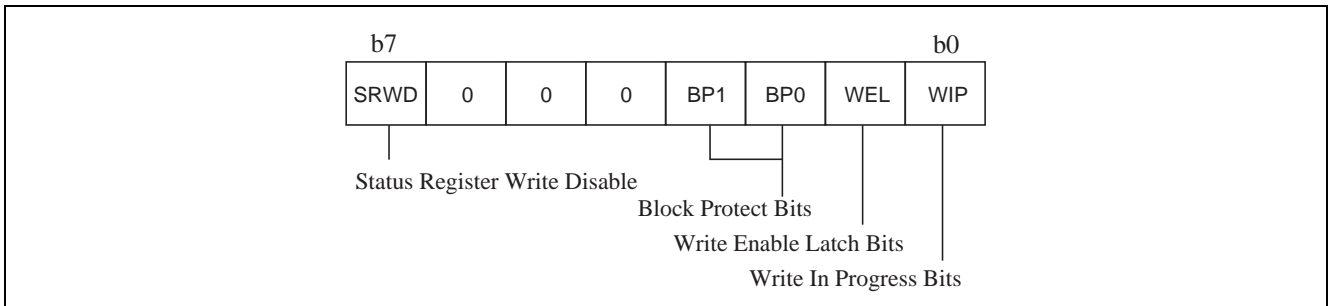 b7 b0
SRWD 0 0 0 BP1 BP0 WEL WIP
Status Register Write Disable
Block Protect Bits
Write Enable Latch Bits
Write In Progress Bits